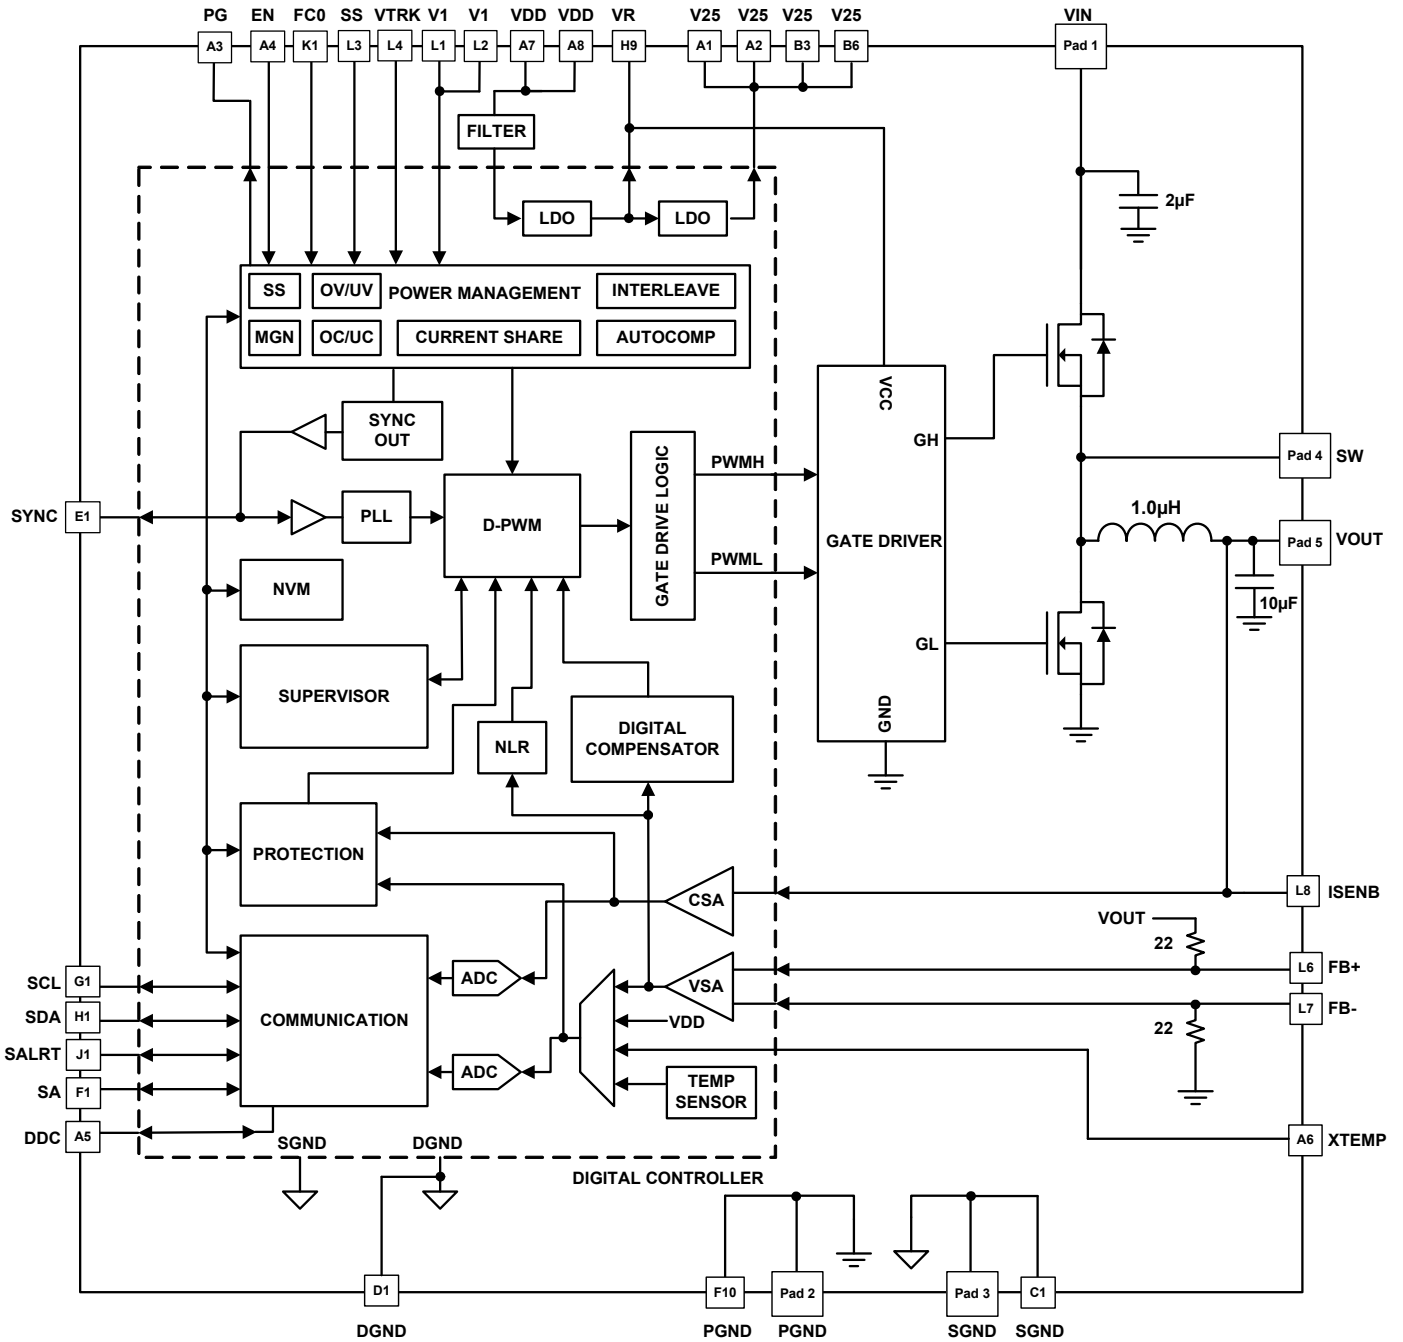 PG EN FC0 SS VTRK V1 V1 VDD VDD VR V25 V25 V25 V25 VIN
A3 A4 K1 L3 L4 L1 L2 A7 A8 H9 A1 A2 B3 B6 Pad 1
FILTER
2µF
LDO LDO
SS OV/UV POWER MANAGEMENT INTERLEAVE
MGN OC/UC CURRENT SHARE AUTOCOMP
SYNC
OUT
VCC
GH
Pad 4 SW
GATE DRIVE LOGIC
PWMH
1.0µH
SYNC E1 PLL D-PWM
GATE DRIVER
Pad 5 VOUT
PWML
10µF
NVM
GL
SUPERVISOR
GND
NLR
DIGITAL
COMPENSATOR
PROTECTION
CSA
L8 ISENB
VOUT
22
L6 FB+
ADC
VSA
SCL G1
L7 FB-
SDA H1
COMMUNICATION
VDD
22
SALRT J1
ADC
TEMP
SENSOR
SA F1
DDC A5
A6 XTEMP
SGND DGND
DIGITAL CONTROLLER
D1 F10 Pad 2 Pad 3 C1
DGND PGND PGND SGND SGND